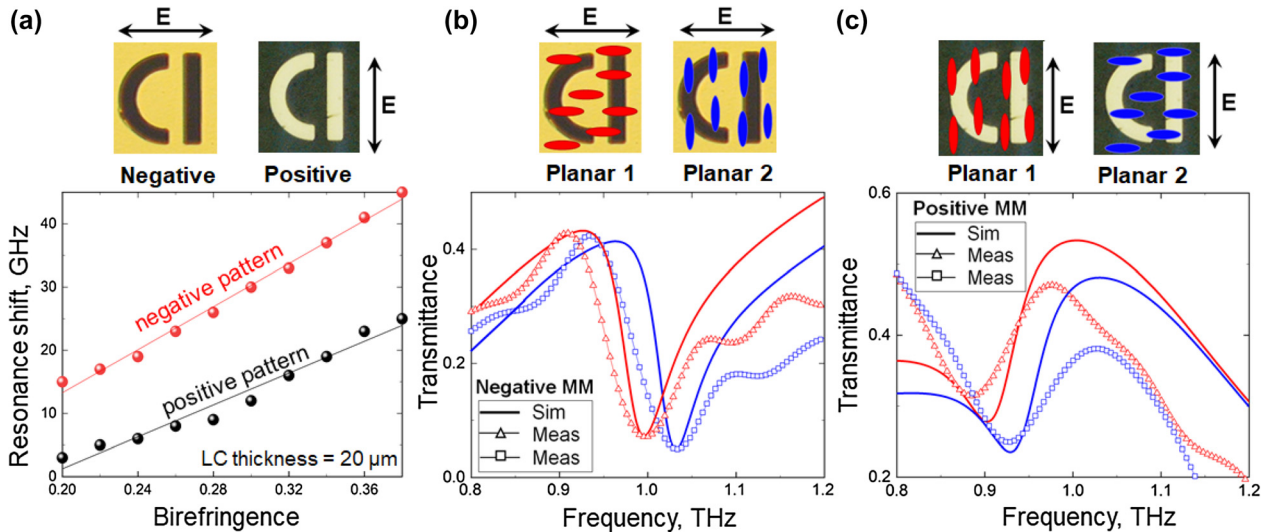 (a)
E
E
Negative
Positive
Resonance shift, GHz
40
30
20
10
0
negative pattern
positive pattern
LC thickness = 20 µm
0.20
0.24
0.28
0.32
0.36
Birefringence
(b)
E
E
Planar 1
Planar 2
Transmittance
0.4
0.2
0.0
Negative MM
Sim
Meas
Meas
0.8
0.9
1.0
1.1
1.2
Frequency, THz
(c)
E
E
Planar 1
Planar 2
Transmittance
0.6
0.4
0.2
Positive MM
Sim
Meas
Meas
0.8
0.9
1.0
1.1
1.2
Frequency, THz